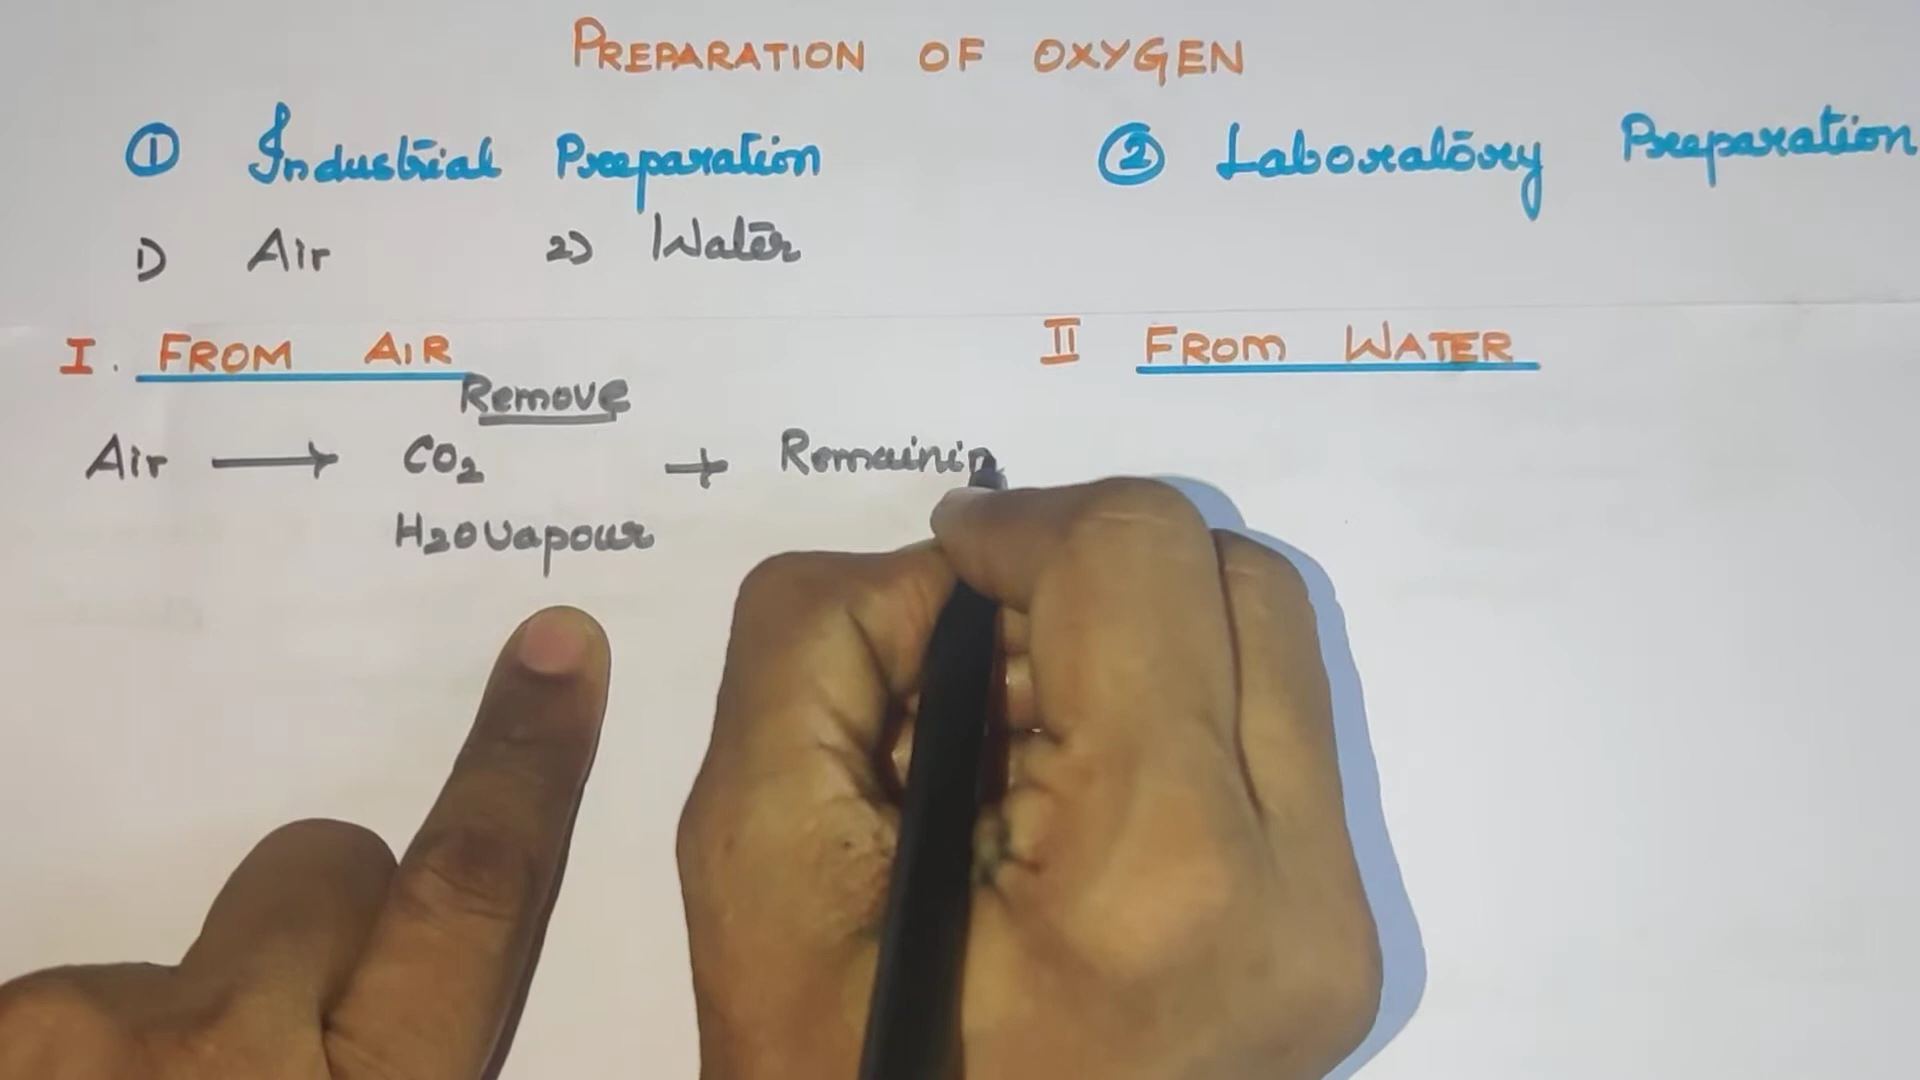 PREPARATION OF OXYGEN
① Industrial Preparation ② Laboratory Preparation
1) Air 2) Water
I. FROM AIR II FROM WATER
Remove
Air → CO2 + Remainin
H2O Vapour